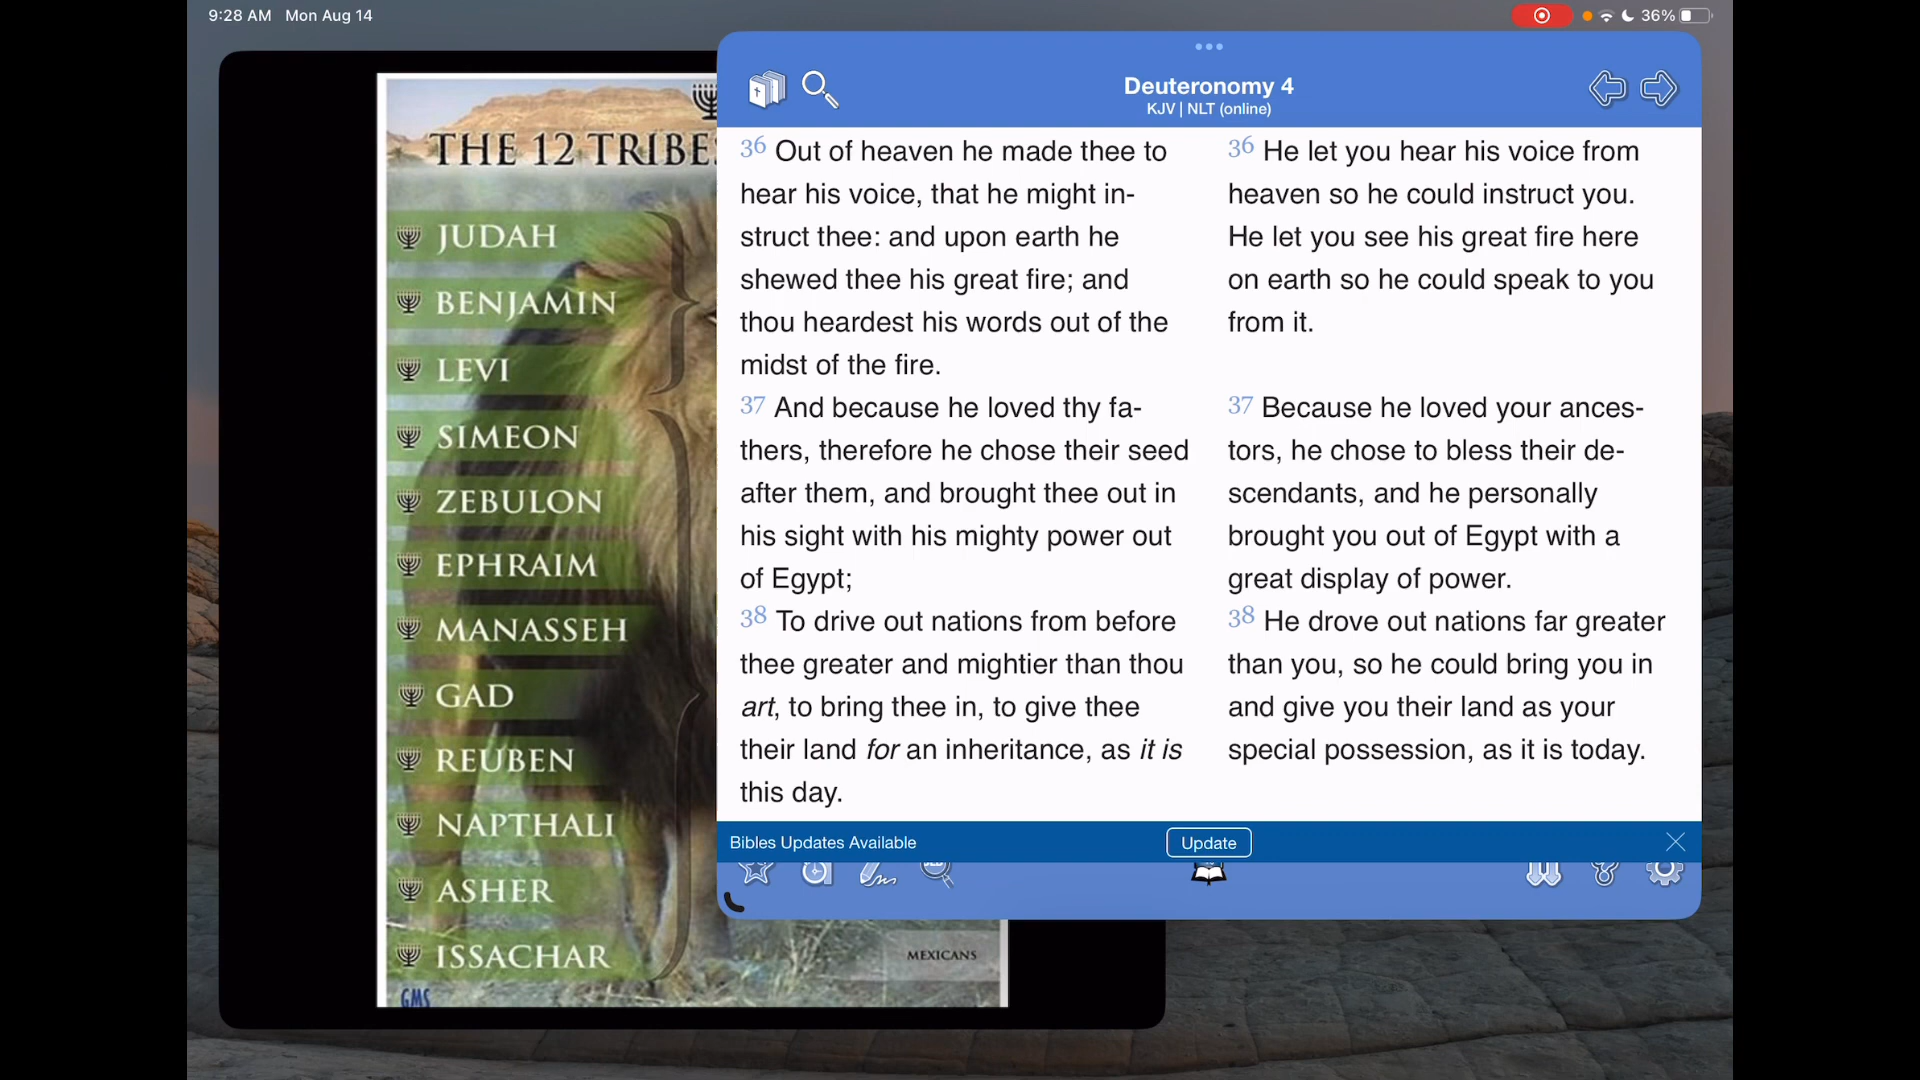 9:28 AM Mon Aug 14
36%
THE 12 TRIBES
JUDAH
BENJAMIN
LEVI
SIMEON
ZEBULON
EPHRAIM
MANASSEH
GAD
REUBEN
NAPTHALI
ASHER
ISSACHAR
GMS
MEXICANS
Deuteronomy 4
KJV | NLT (online)
36 Out of heaven he made thee to
hear his voice, that he might in-
struct thee: and upon earth he
shewed thee his great fire; and
thou heardest his words out of the
midst of the fire.
37 And because he loved thy fa-
thers, therefore he chose their seed
after them, and brought thee out in
his sight with his mighty power out
of Egypt;
38 To drive out nations from before
thee greater and mightier than thou
art, to bring thee in, to give thee
their land for an inheritance, as it is
this day.
36 He let you hear his voice from
heaven so he could instruct you.
He let you see his great fire here
on earth so he could speak to you
from it.
37 Because he loved your ances-
tors, he chose to bless their de-
scendants, and he personally
brought you out of Egypt with a
great display of power.
38 He drove out nations far greater
than you, so he could bring you in
and give you their land as your
special possession, as it is today.
Bibles Updates Available
Update